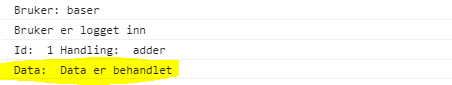 Bruker: baser
Bruker er logget inn
Id:  1 Handling:  adder
Data:  Data er behandlet